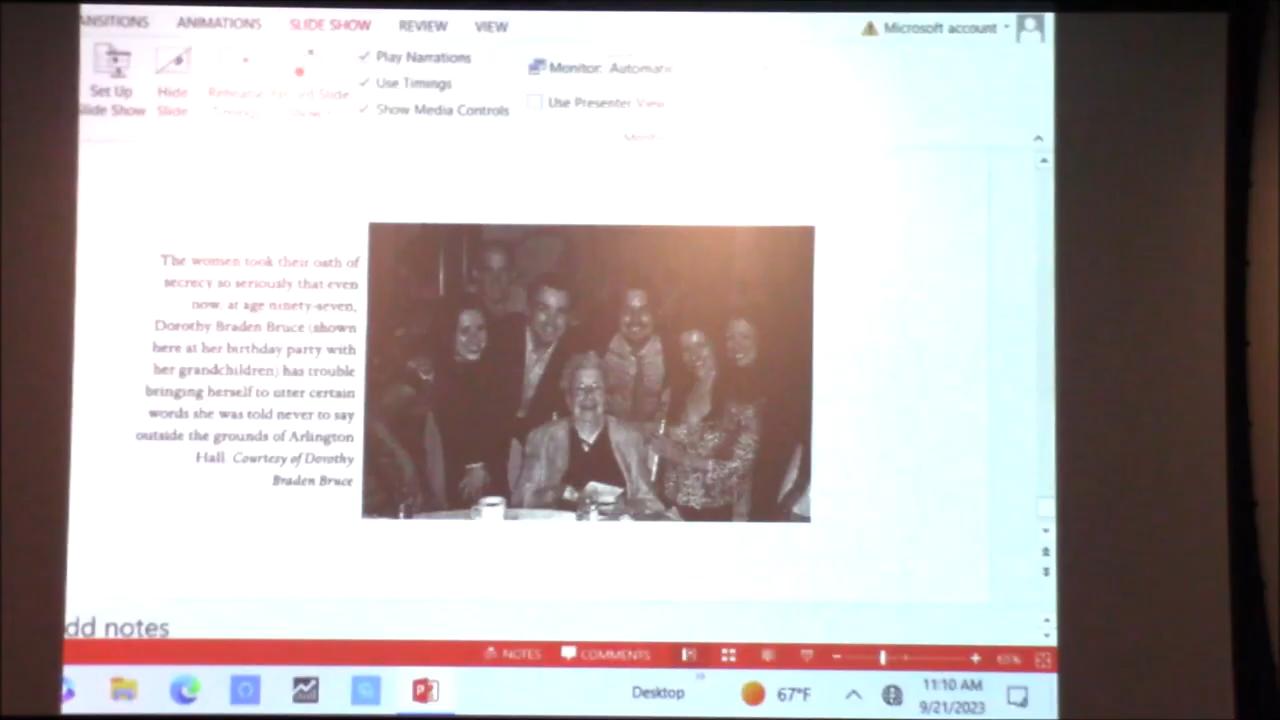 ANSITIONS ANIMATIONS SLIDE SHOW REVIEW VIEW
Microsoft account
Set Up
Slide Show
Hide
Slide
Play Narrations
Use Timings
Show Media Controls
Monitor: Automatic
Use Presenter View
The women took their oath of
secrecy so seriously that even
now, at age ninety-seven,
Dorothy Braden Bruce (shown
here at her birthday party with
her grandchildren) has trouble
bringing herself to utter certain
words she was told never to say
outside the grounds of Arlington
Hall. Courtesy of Dorothy
Braden Bruce
dd notes
NOTES COMMENTS 65%
Desktop 67°F 11:10 AM
9/21/2023